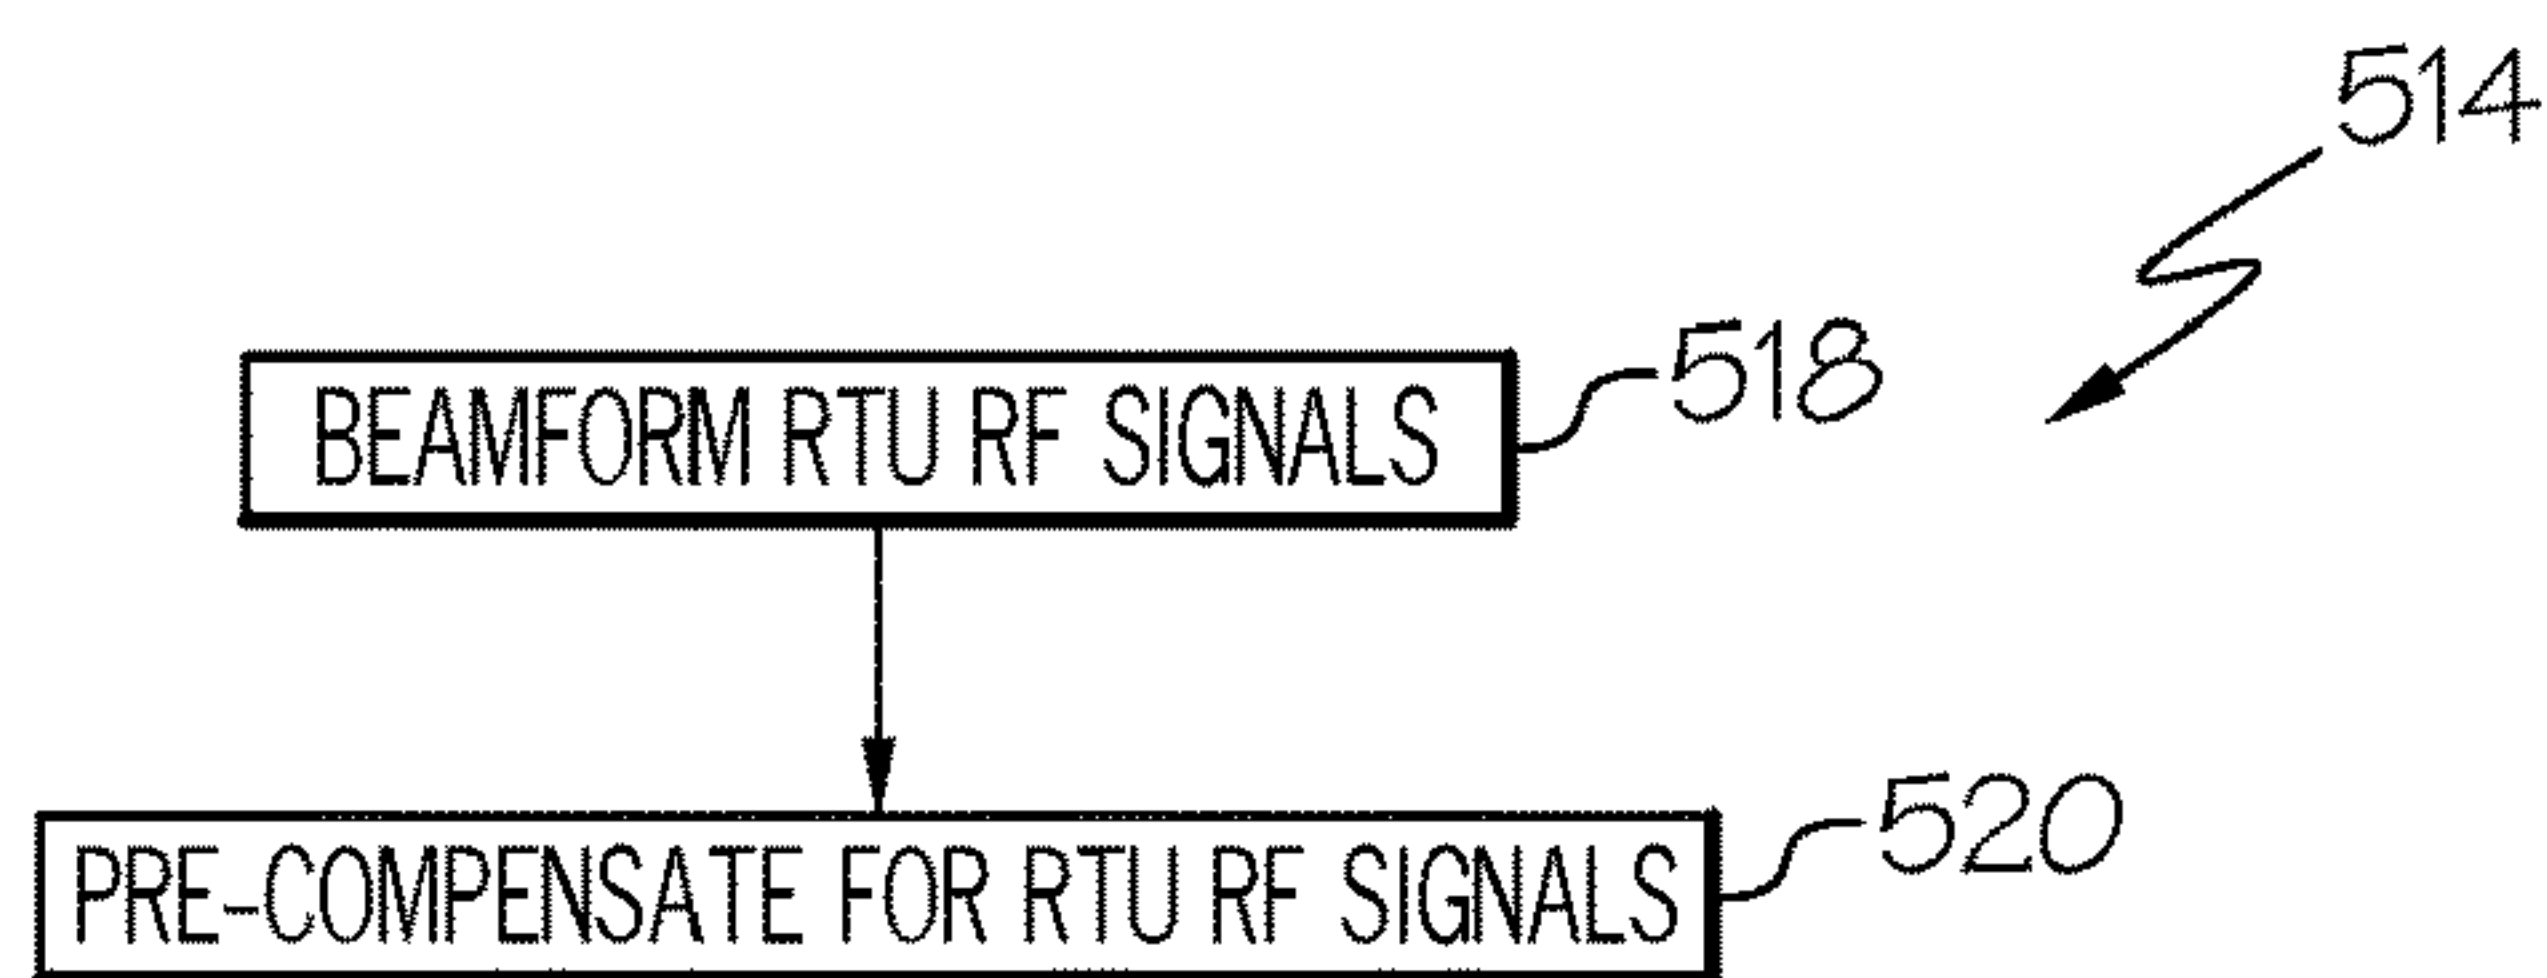 514
BEAMFORM RTU RF SIGNALS
518
PRE-COMPENSATE FOR RTU RF SIGNALS
520